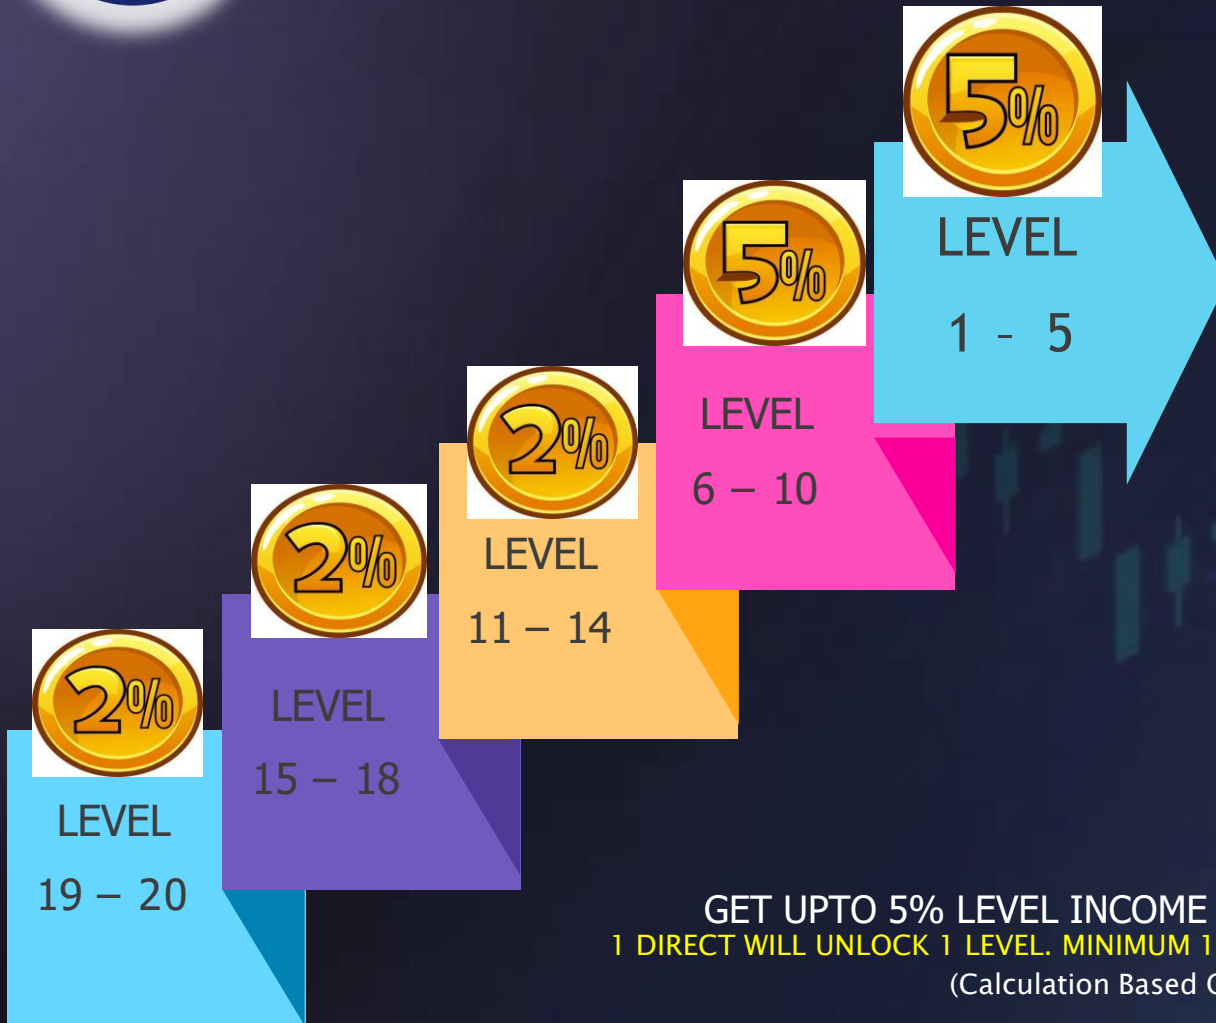 5%
LEVEL
1 - 5
5%
LEVEL
6 – 10
2%
LEVEL
11 – 14
2%
LEVEL
15 – 18
2%
LEVEL
19 – 20
GET UPTO 5% LEVEL INCOME
1 DIRECT WILL UNLOCK 1 LEVEL. MINIMUM 1
(Calculation Based